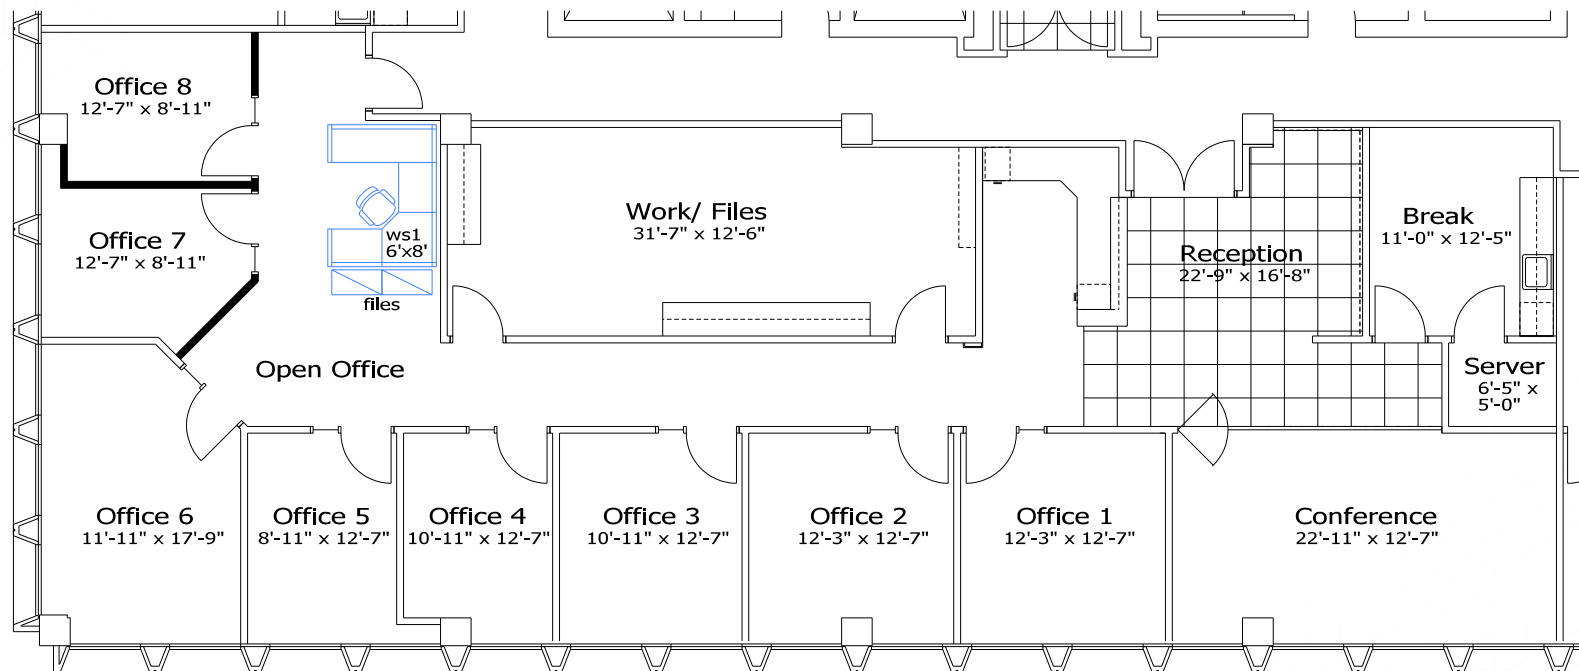 Office 8
12'-7" x 8'-11"
Office 7
12'-7" x 8'-11"
ws1
6'x8'
files
Work/ Files
31'-7" x 12'-6"
Reception
22'-9" x 16'-8"
Break
11'-0" x 12'-5"
Open Office
Server
6'-5" x
5'-0"
Office 6
11'-11" x 17'-9"
Office 5
8'-11" x 12'-7"
Office 4
10'-11" x 12'-7"
Office 3
10'-11" x 12'-7"
Office 2
12'-3" x 12'-7"
Office 1
12'-3" x 12'-7"
Conference
22'-11" x 12'-7"